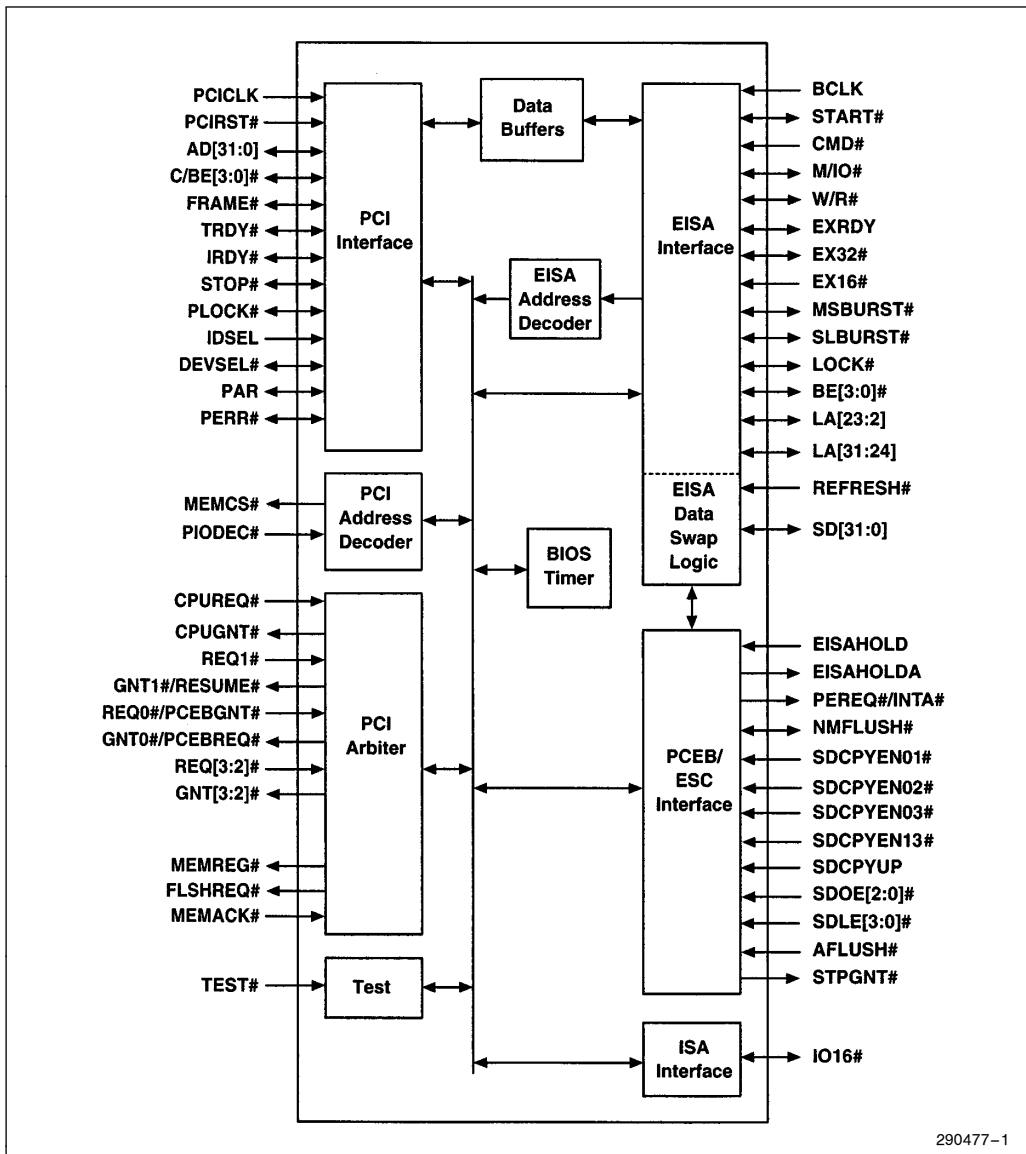 PCICLK
PCIRST#
AD[31:0]
C/BE[3:0]#
FRAME#
TRDY#
IRDY#
STOP#
PLOCK#
IDSEL
DEVSEL#
PAR
PERR#
PCI
Interface
Data
Buffers
EISA
Address
Decoder
EISA
Interface
BCLK
START#
CMD#
M/IO#
W/R#
EXRDY
EX32#
EX16#
MSBURST#
SLBURST#
LOCK#
BE[3:0]#
LA[23:2]
LA[31:24]
REFRESH#
SD[31:0]
EISA
Data
Swap
Logic
MEMCS#
PIODEC#
PCI
Address
Decoder
BIOS
Timer
CPUREQ#
CPUGNT#
REQ1#
GNT1#/RESUME#
REQ0#/PCEBGNT#
GNT0#/PCEBREQ#
REQ[3:2]#
GNT[3:2]#
MEMREG#
FLSHREQ#
MEMACK#
PCI
Arbiter
PCEB/
ESC
Interface
EISAHOLD
EISAHOLDA
PEREQ#/INTA#
NMFLUSH#
SDCPYEN01#
SDCPYEN02#
SDCPYEN03#
SDCPYEN13#
SDCPYUP
SDOE[2:0]#
SDLE[3:0]#
AFLUSH#
STPGNT#
TEST#
Test
ISA
Interface
IO16#
290477–1